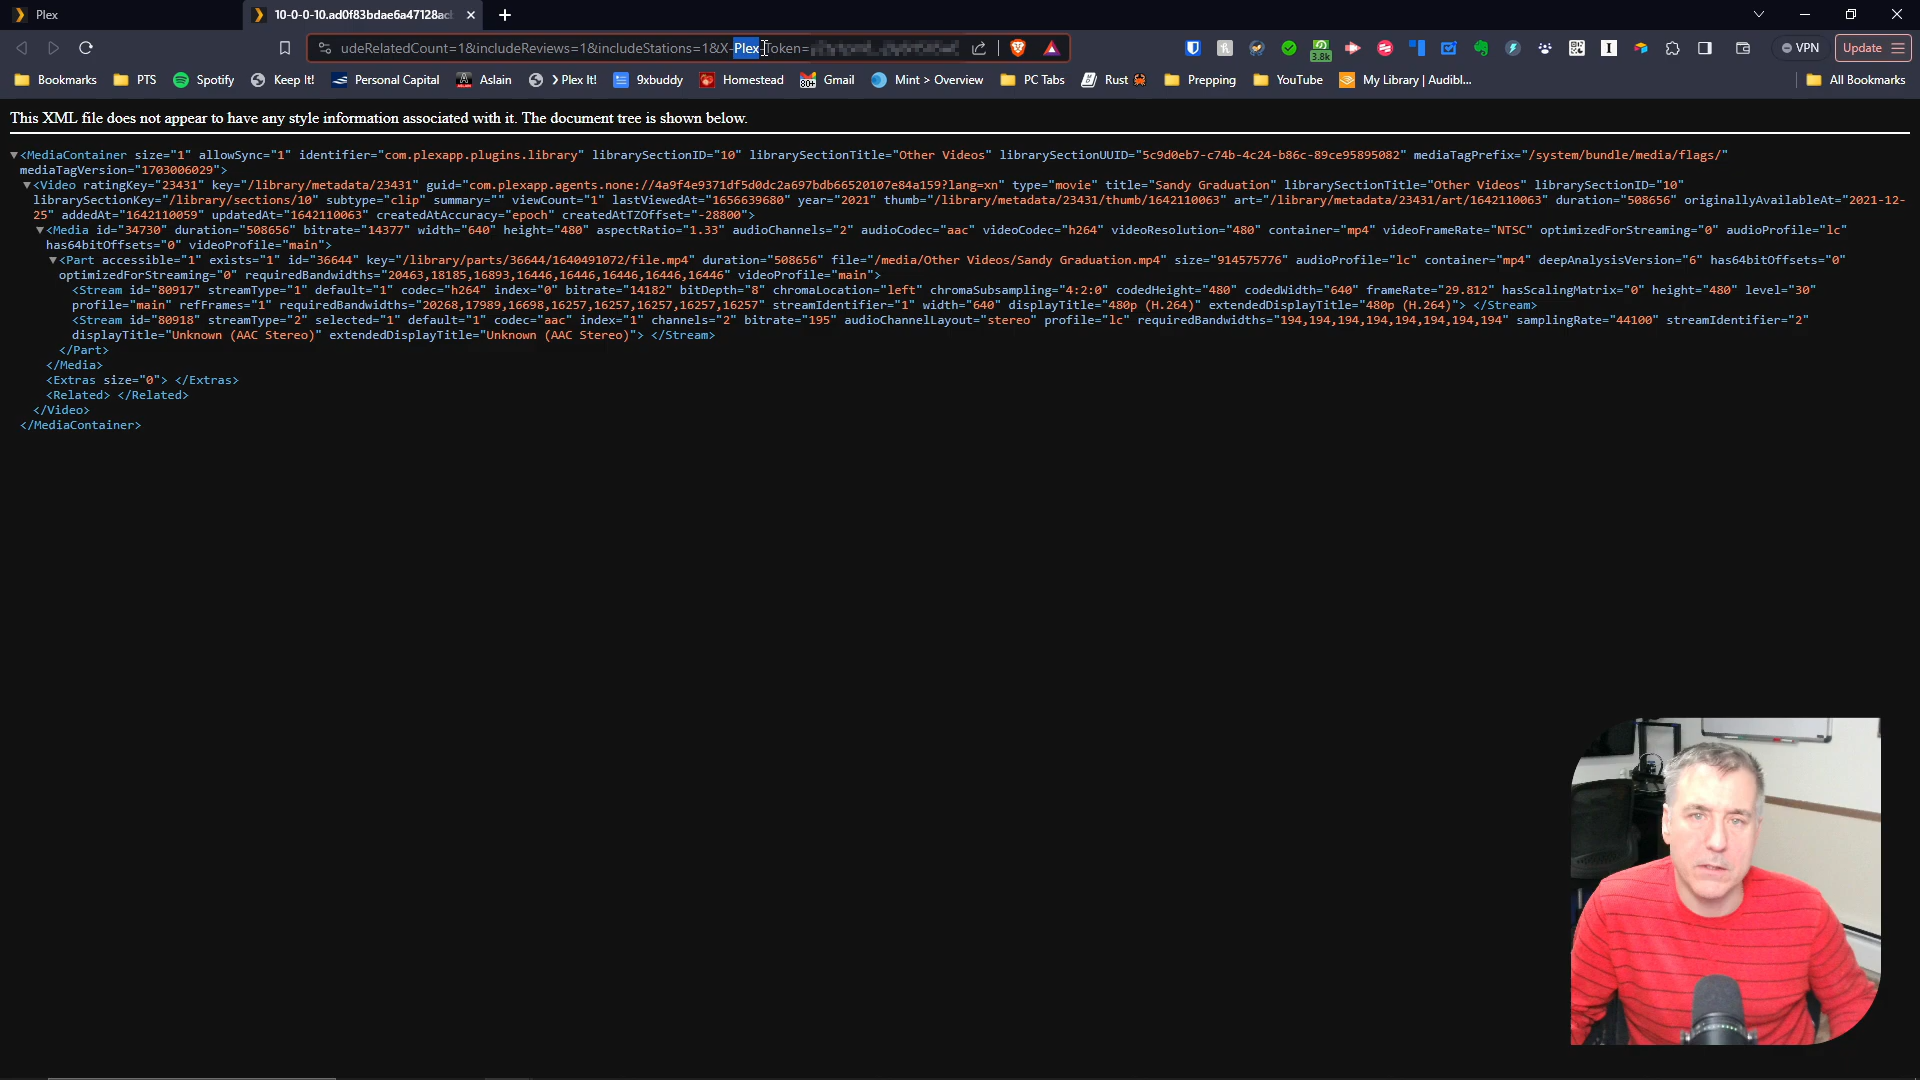 Plex
10-0-0-10.ad0f83bdae6a47128acb
udeRelatedCount=1&includeReviews=1&includeStations=1&X-Plex-Token=
3.8k
VPN
Update
Bookmarks
PTS
Spotify
Keep It!
Personal Capital
Aslain
> Plex It!
9xbuddy
Homestead
80+
Gmail
Mint > Overview
PC Tabs
Rust
Prepping
YouTube
My Library | Audibl...
All Bookmarks
This XML file does not appear to have any style information associated with it. The document tree is shown below.
<MediaContainer size="1" allowSync="1" identifier="com.plexapp.plugins.library" librarySectionID="10" librarySectionTitle="Other Videos" librarySectionUUID="5c9d0eb7-c74b-4c24-b86c-89ce95895082" mediaTagPrefix="/system/bundle/media/flags/"
mediaTagVersion="1703006029">
<Video ratingKey="23431" key="/library/metadata/23431" guid="com.plexapp.agents.none://4a9f4e9371df5d0dc2a697bdb66520107e84a159?lang=xn" type="movie" title="Sandy Graduation" librarySectionTitle="Other Videos" librarySectionID="10"
librarySectionKey="/library/sections/10" subtype="clip" summary="" viewCount="1" lastViewedAt="1656639680" year="2021" thumb="/library/metadata/23431/thumb/1642110063" art="/library/metadata/23431/art/1642110063" duration="508656" originallyAvailableAt="2021-12-
25" addedAt="1642110059" updatedAt="1642110063" createdAtAccuracy="epoch" createdAtTZOffset="-28800">
<Media id="34730" duration="508656" bitrate="14377" width="640" height="480" aspectRatio="1.33" audioChannels="2" audioCodec="aac" videoCodec="h264" videoResolution="480" container="mp4" videoFrameRate="NTSC" optimizedForStreaming="0" audioProfile="lc"
has64bitOffsets="0" videoProfile="main">
<Part accessible="1" exists="1" id="36644" key="/library/parts/36644/1640491072/file.mp4" duration="508656" file="/media/Other Videos/Sandy Graduation.mp4" size="914575776" audioProfile="lc" container="mp4" deepAnalysisVersion="6" has64bitOffsets="0"
optimizedForStreaming="0" requiredBandwidths="20463,18185,16893,16446,16446,16446,16446,16446" videoProfile="main">
<Stream id="80917" streamType="1" default="1" codec="h264" index="0" bitrate="14182" bitDepth="8" chromaLocation="left" chromaSubsampling="4:2:0" codedHeight="480" codedWidth="640" frameRate="29.812" hasScalingMatrix="0" height="480" level="30"
profile="main" refFrames="1" requiredBandwidths="20268,17989,16698,16257,16257,16257,16257,16257" streamIdentifier="1" width="640" displayTitle="480p (H.264)" extendedDisplayTitle="480p (H.264)"> </Stream>
<Stream id="80918" streamType="2" selected="1" default="1" codec="aac" index="1" channels="2" bitrate="195" audioChannelLayout="stereo" profile="lc" requiredBandwidths="194,194,194,194,194,194,194,194" samplingRate="44100" streamIdentifier="2"
displayTitle="Unknown (AAC Stereo)" extendedDisplayTitle="Unknown (AAC Stereo)"> </Stream>
</Part>
</Media>
<Extras size="0"> </Extras>
<Related> </Related>
</Video>
</MediaContainer>